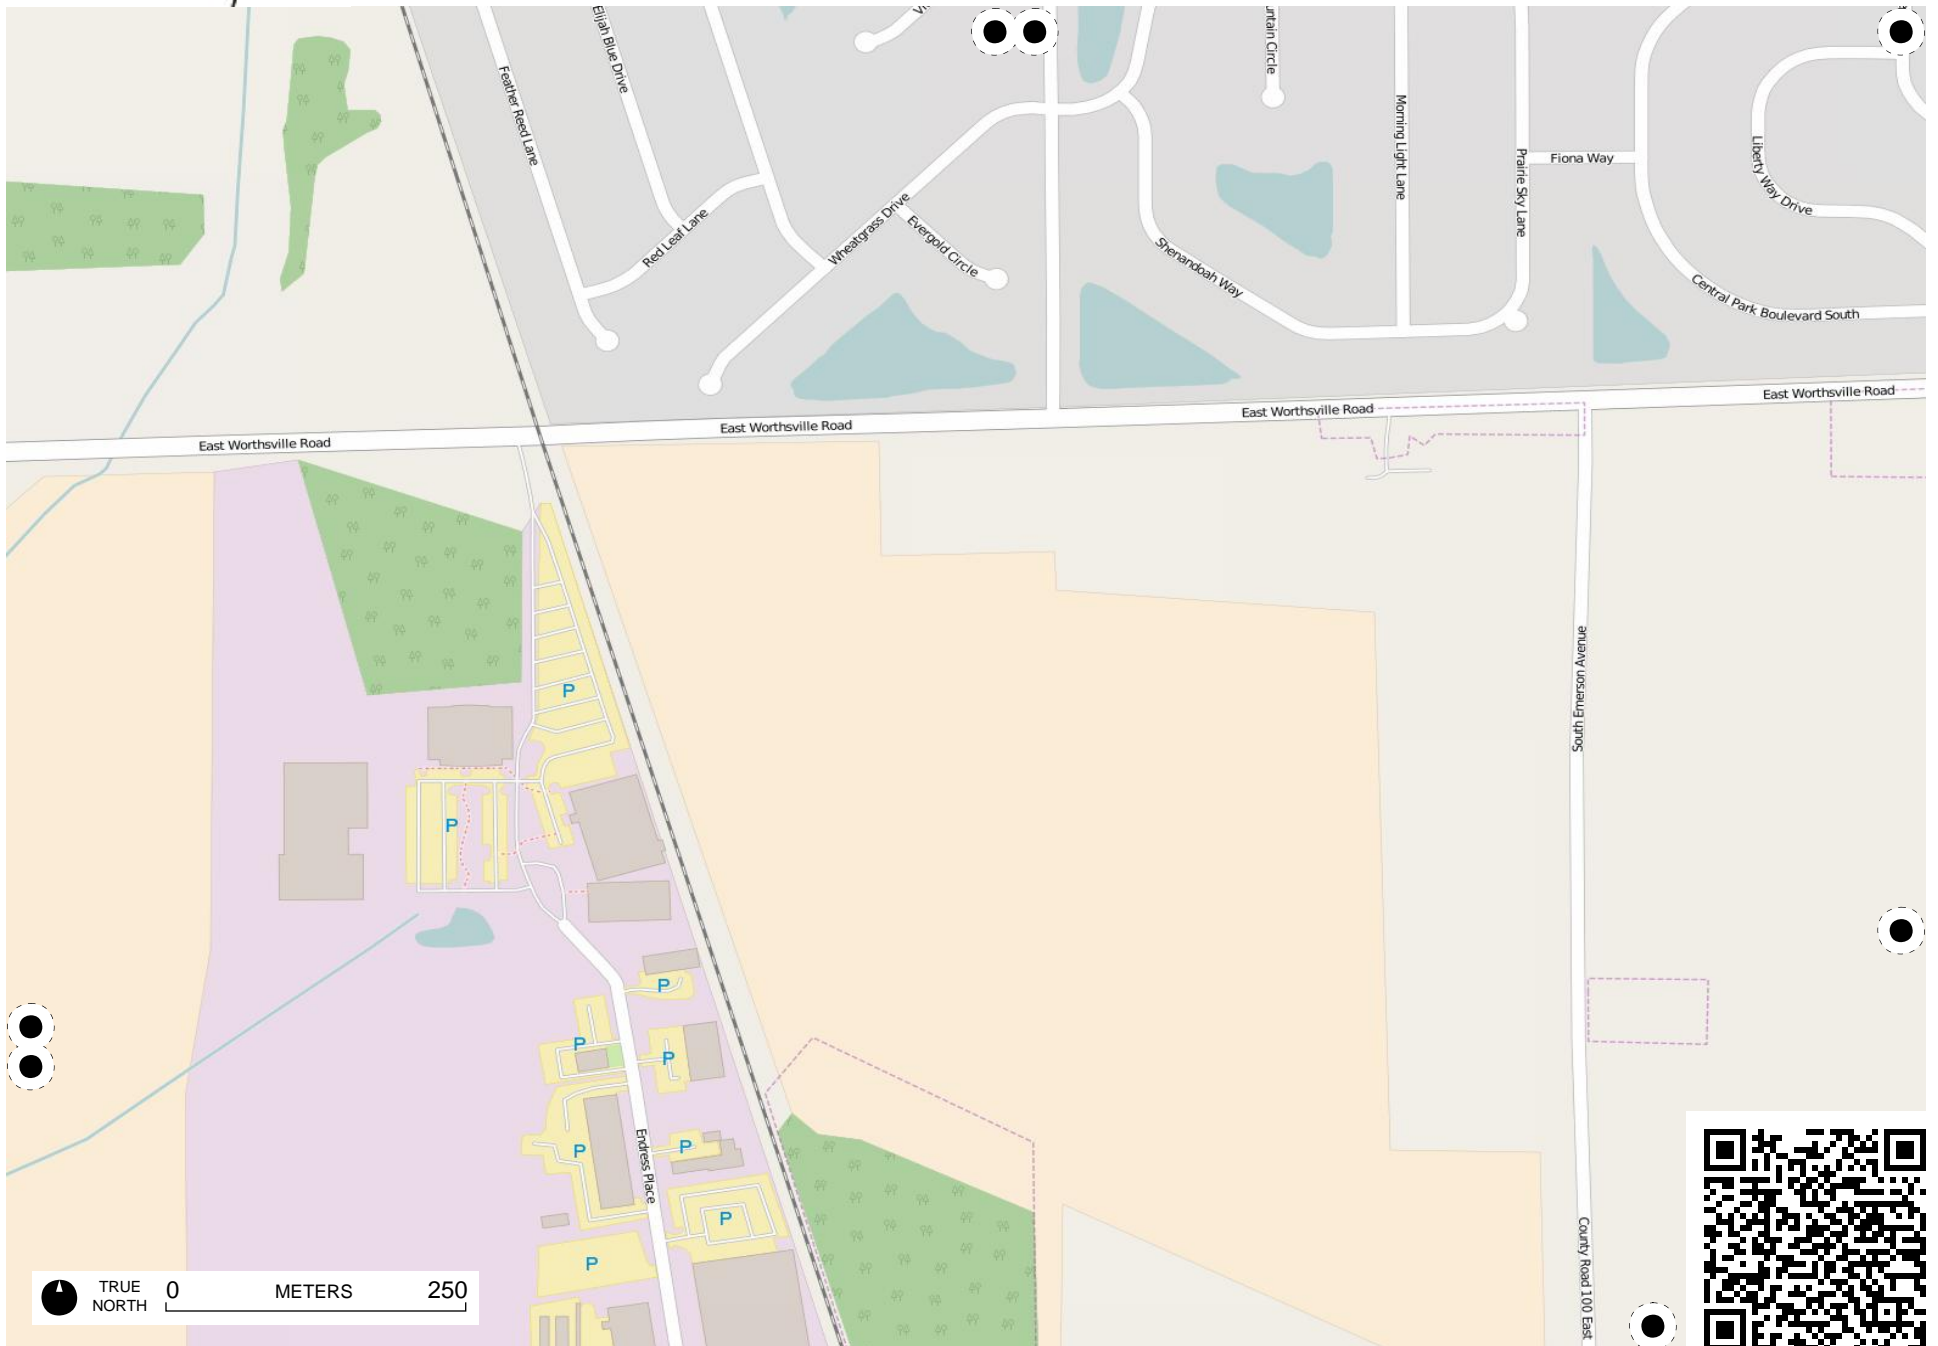 Elijah Blue Drive
Feather Reed Lane
untain Circle
Morning Light Lane
Prairie Sky Lane
Fiona Way
Liberty Way Drive
Red Leaf Lane
Wheatgrass Drive
Evergold Circle
Shenandoah Way
Central Park Boulevard South
East Worthsville Road
East Worthsville Road
East Worthsville Road
East Worthsville Road
South Emerson Avenue
P
P
P
P
P
P
P
P
P
Endress Place
County Road 100 East
TRUE NORTH
0 METERS 250